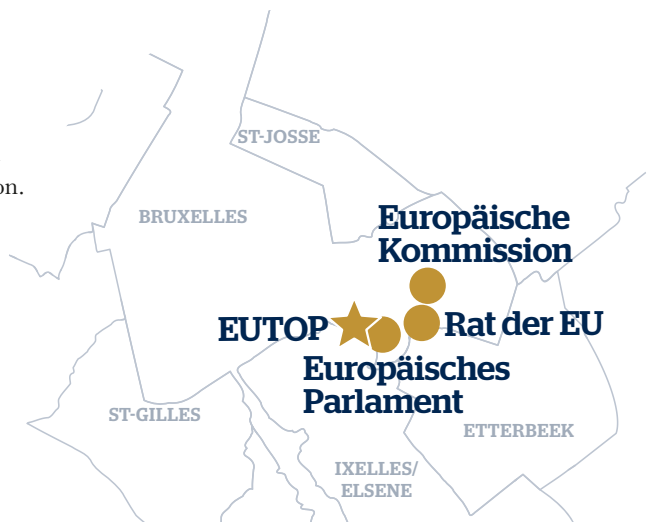 ST-JOSSE
on.
BRUXELLES
Europäische
Kommission
EUTOP
Rat der EU
Europäisches
Parlament
ST-GILLES
ETTERBEEK
IXELLES/
ELSENE